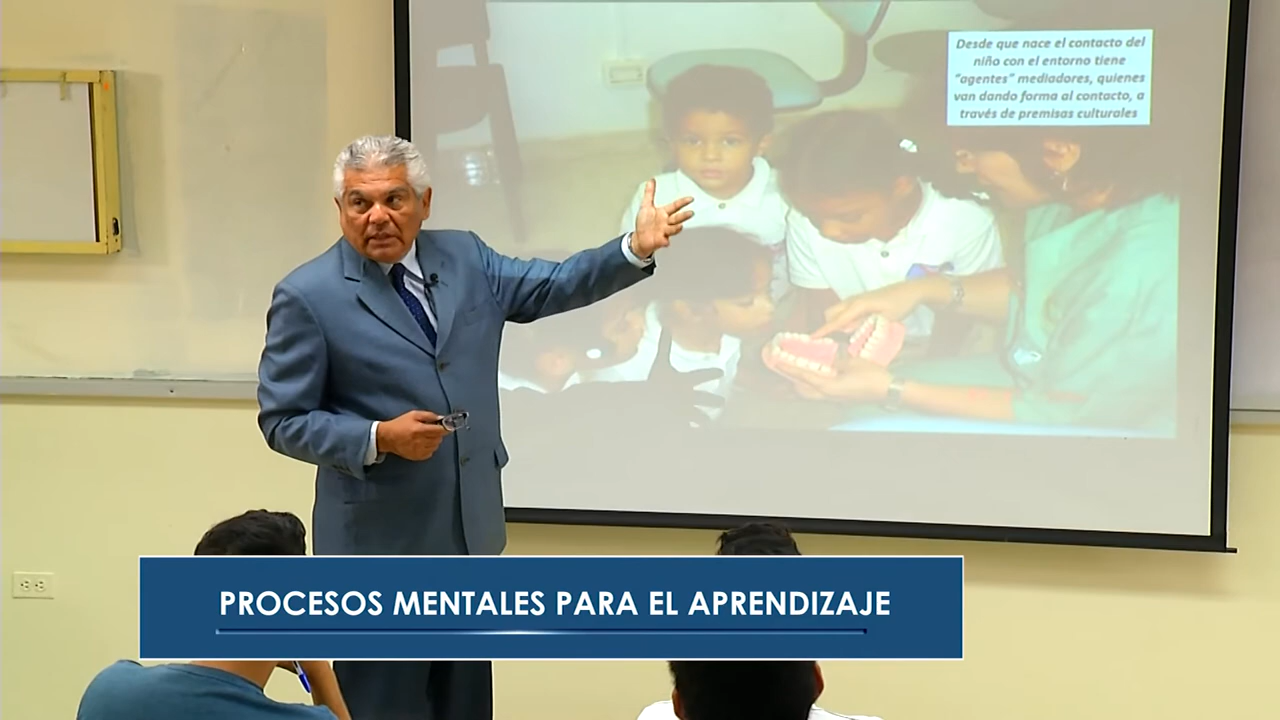 Desde que nace el contacto del
niño con el entorno tiene
“agentes” mediadores, quienes
van dando forma al contacto, a
través de premisas culturales
PROCESOS MENTALES PARA EL APRENDIZAJE